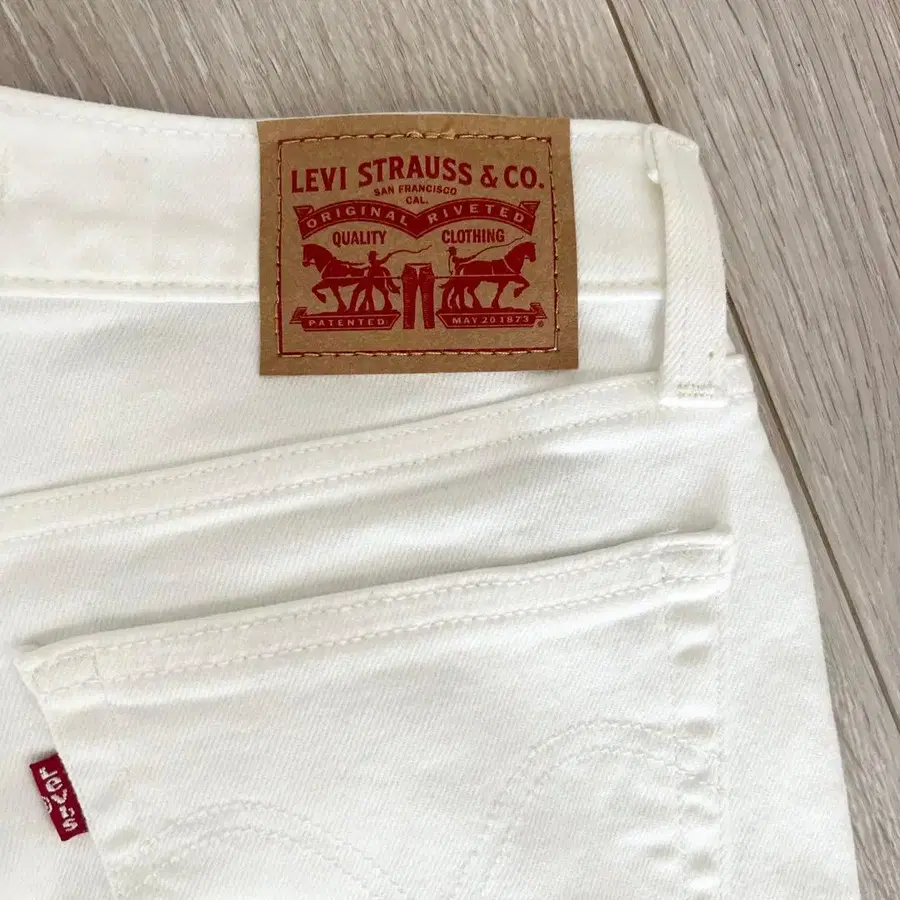 LEVI STRAUSS & CO.
SAN FRANCISCO
CAL.
ORIGINAL RIVETED
QUALITY CLOTHING
PATENTED MAY 20 1873 ®
LEVI'S
®